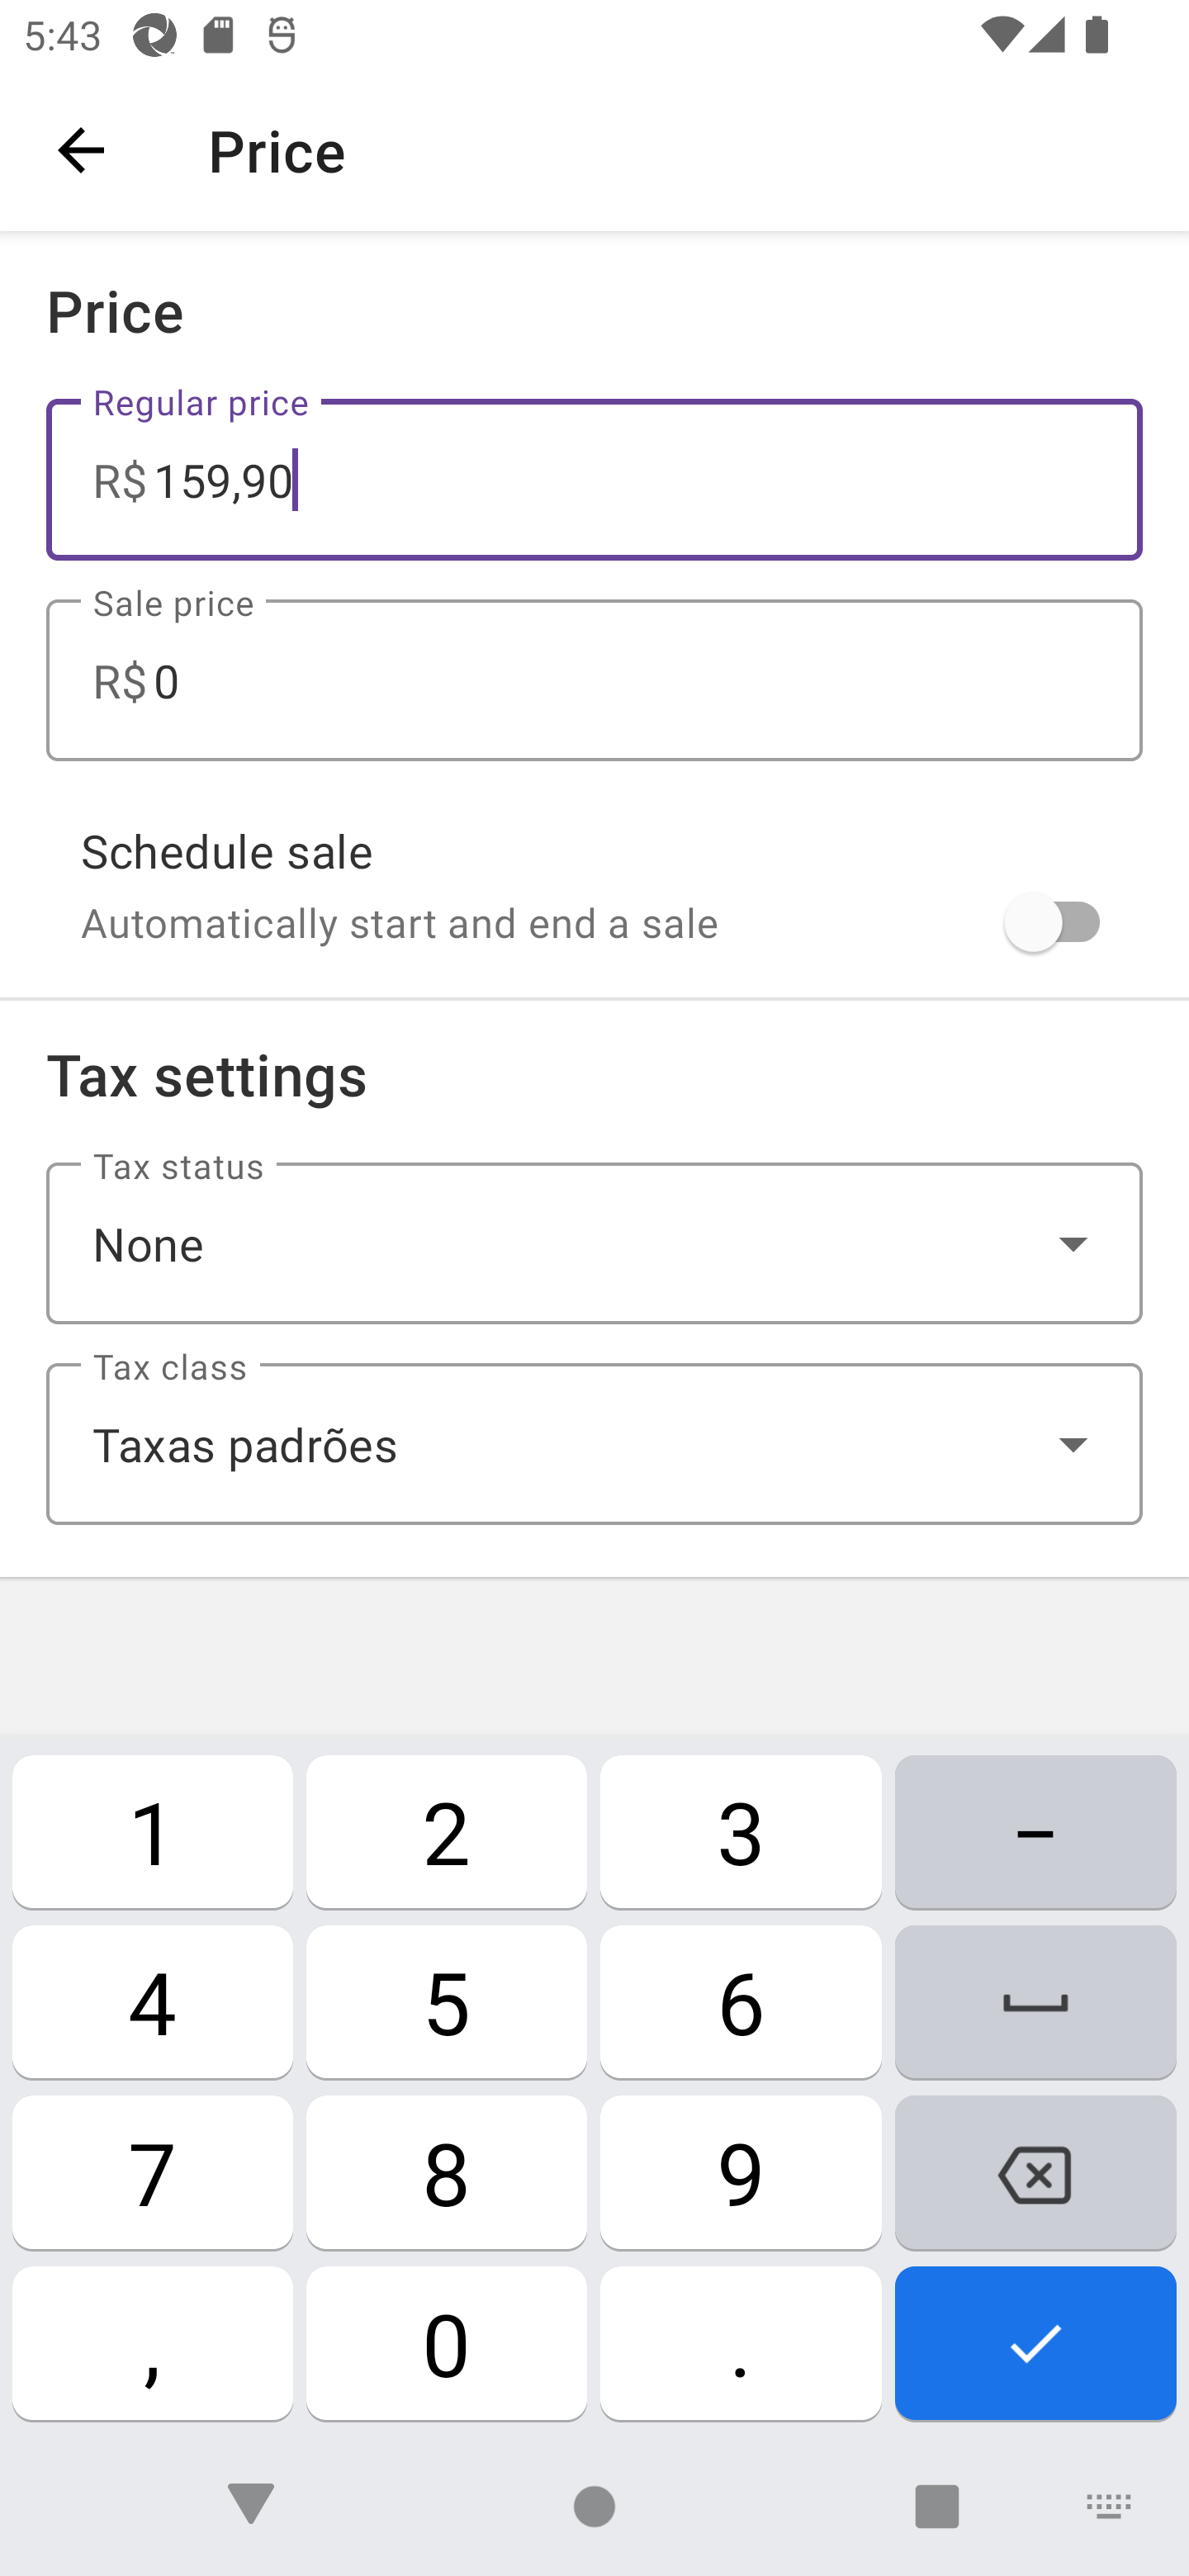 5:43
Price
Price
Regular price
R$ 159,90
Sale price
R$ 0
Schedule sale
Automatically start and end a sale
Tax settings
Tax status
None
Tax class
Taxas padrões
1 2 3 –
4 5 6
7 8 9
, 0 .